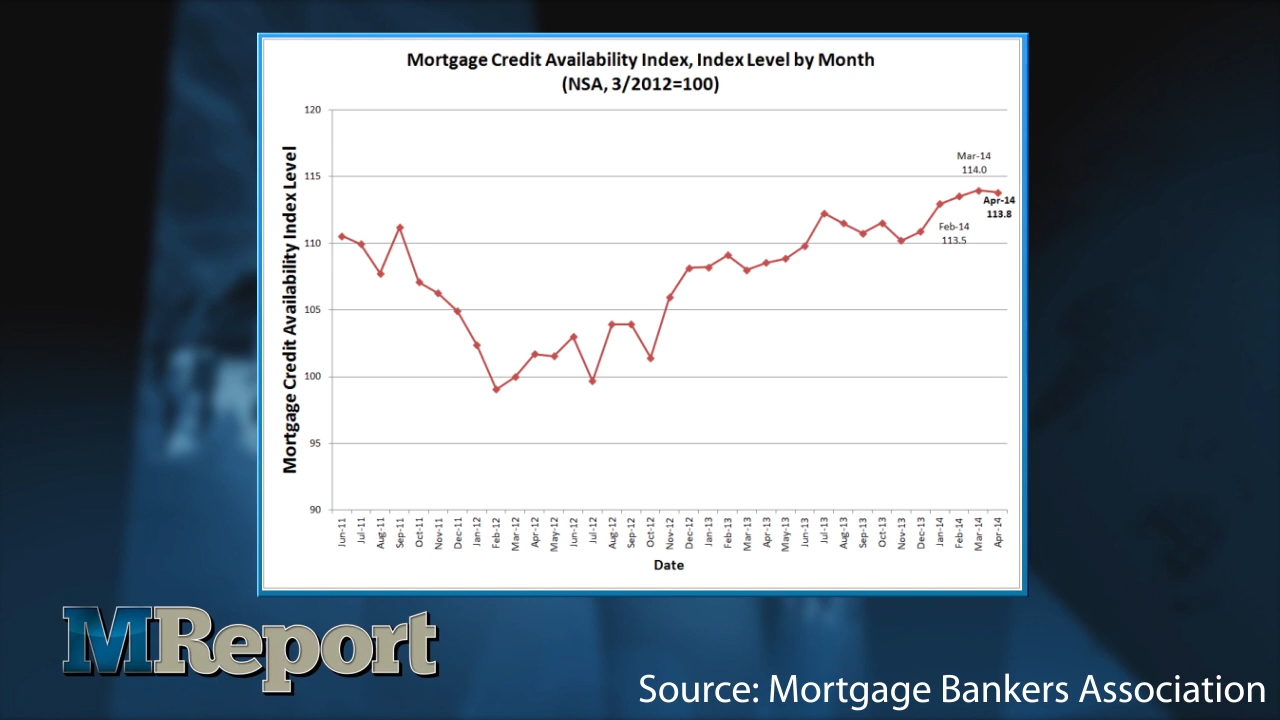 Mortgage Credit Availability Index, Index Level by Month
(NSA, 3/2012=100)
120
115
110
105
100
95
90
Mortgage Credit Availability Index Level
Mar-14
114.0
Apr-14
113.8
Feb-14
113.5
Jun-11
Jul-11
Aug-11
Sep-11
Oct-11
Nov-11
Dec-11
Jan-12
Feb-12
Mar-12
Apr-12
May-12
Jun-12
Jul-12
Aug-12
Sep-12
Oct-12
Nov-12
Dec-12
Jan-13
Feb-13
Mar-13
Apr-13
May-13
Jun-13
Jul-13
Aug-13
Sep-13
Oct-13
Nov-13
Dec-13
Jan-14
Feb-14
Mar-14
Apr-14
Date
MReport
Source: Mortgage Bankers Association